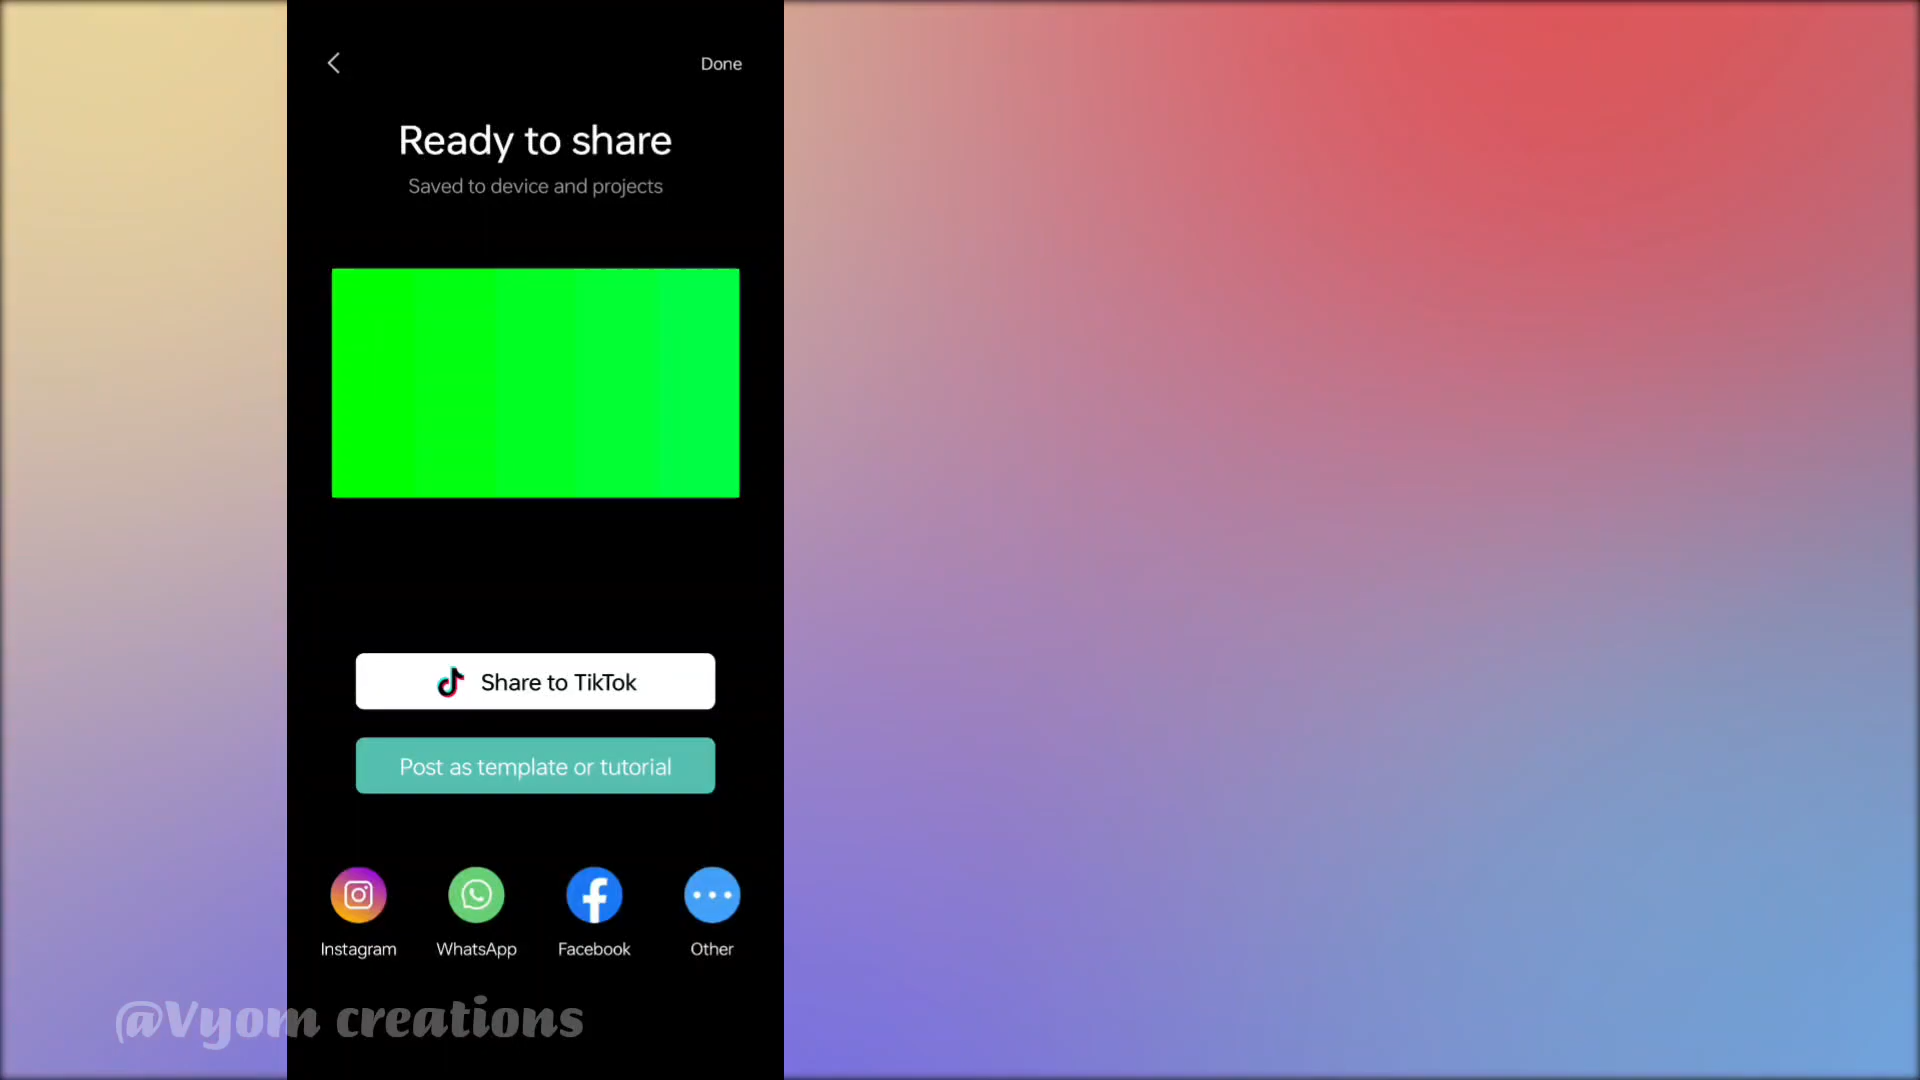 Done
Ready to share
Saved to device and projects
Share to TikTok
Post as template or tutorial
Instagram WhatsApp Facebook Other
@Vyom creations